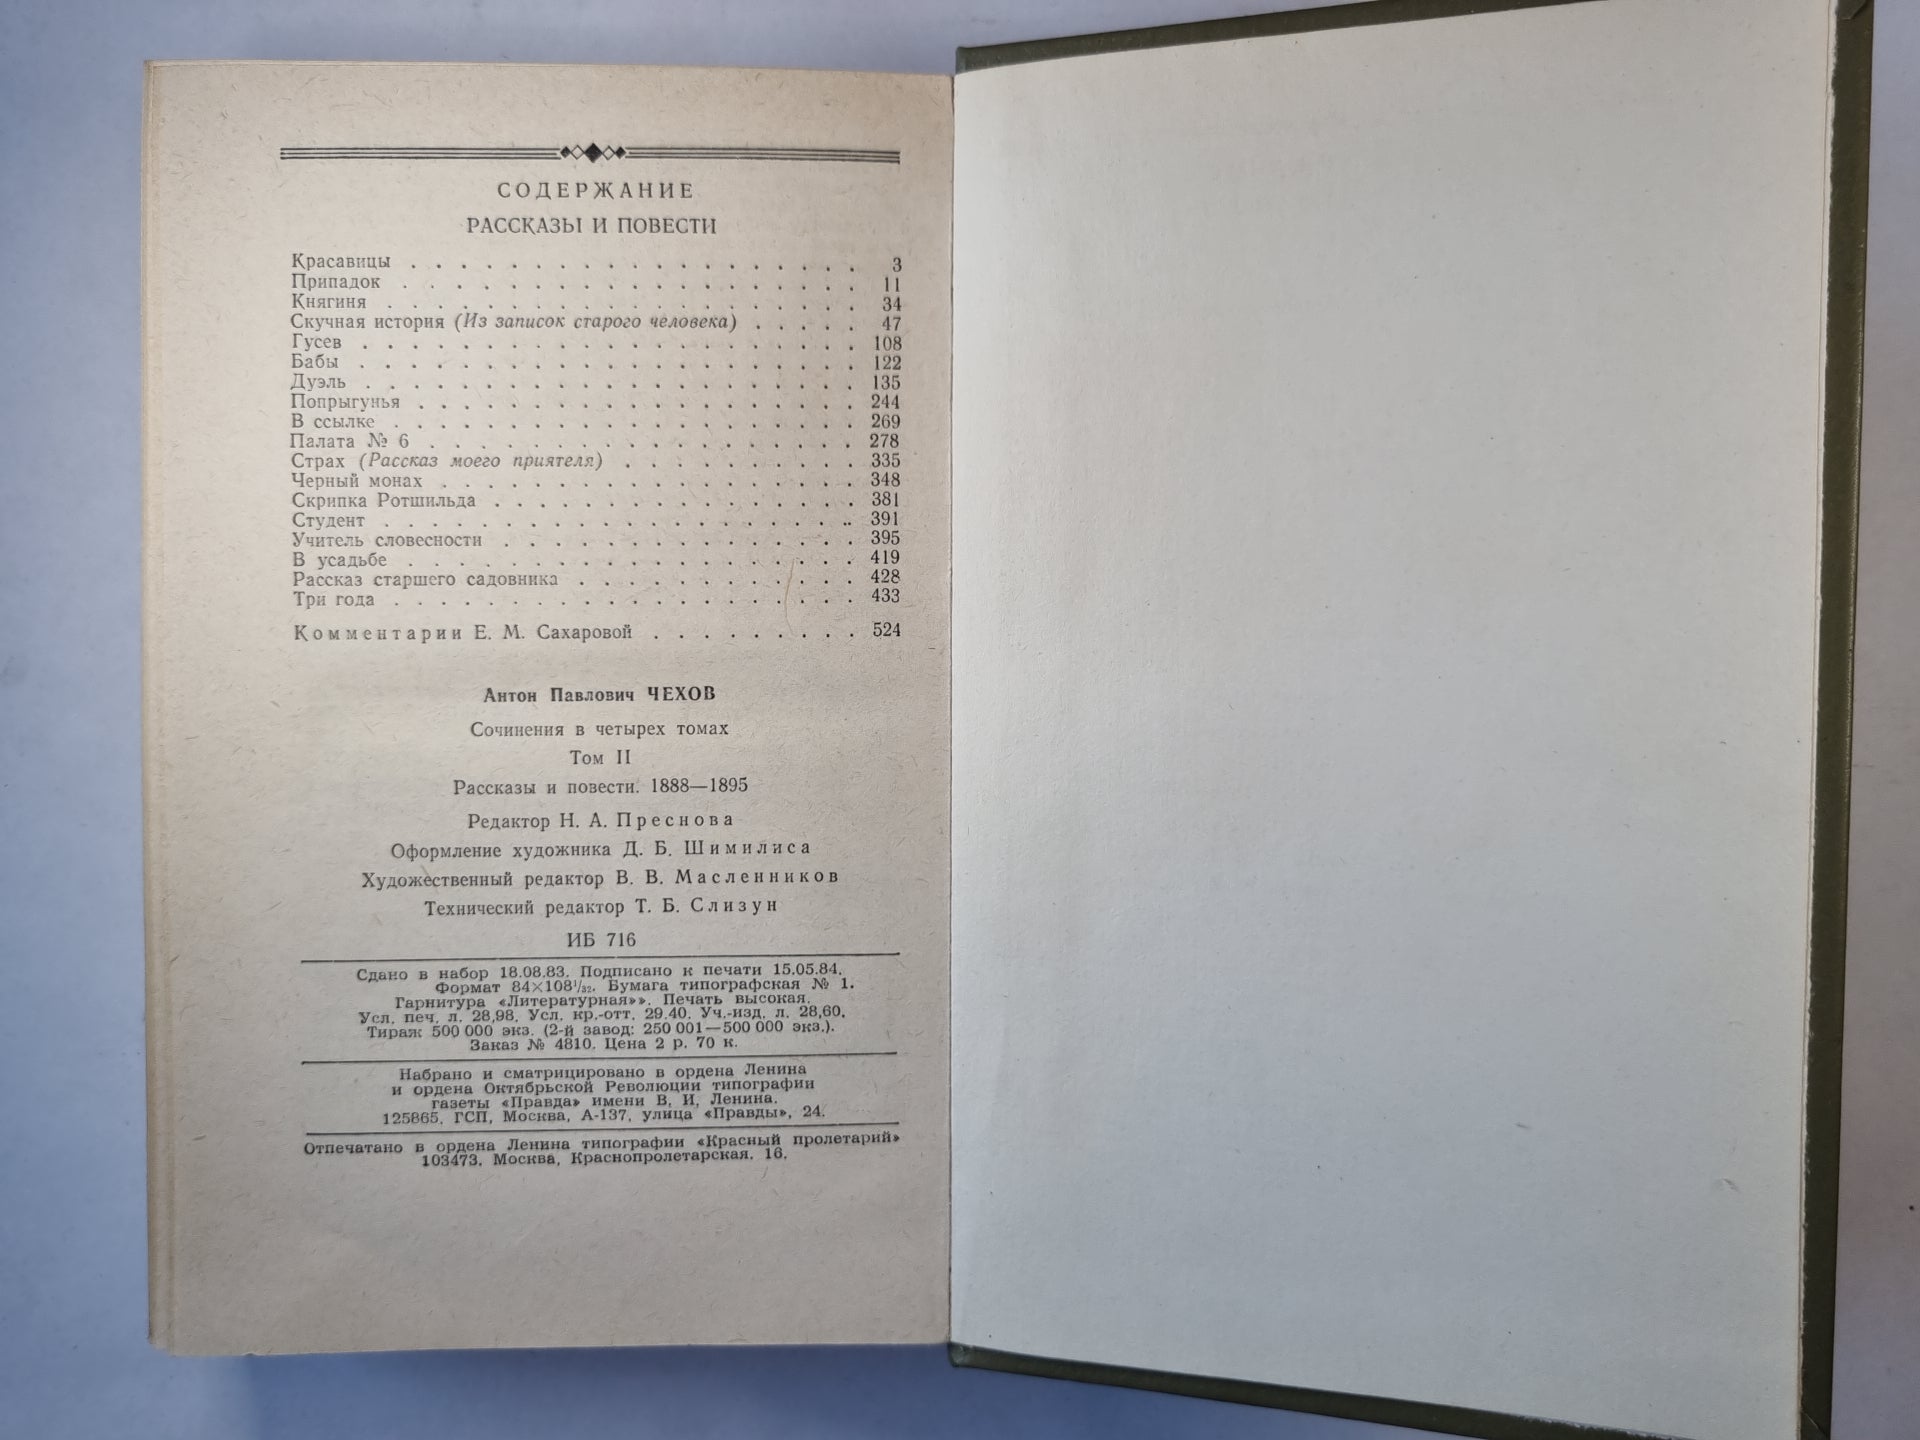 СОДЕРЖАНИЕ
РАССКАЗЫ И ПОВЕСТИ
Красавицы . . . . . . . . . . . . . . . . . . . 3
Припадок . . . . . . . . . . . . . . . . . . . 11
Княгиня . . . . . . . . . . . . . . . . . . . . 34
Скучная история (Из записок старого человека) . . . . . 47
Гусев . . . . . . . . . . . . . . . . . . . . . 108
Бабы . . . . . . . . . . . . . . . . . . . . . 122
Дуэль . . . . . . . . . . . . . . . . . . . . . 135
Попрыгунья . . . . . . . . . . . . . . . . . . 244
В ссылке . . . . . . . . . . . . . . . . . . . 269
Палата № 6 . . . . . . . . . . . . . . . . . . 278
Страх (Рассказ моего приятеля) . . . . . . . . . . 335
Черный монах . . . . . . . . . . . . . . . . . 348
Скрипка Ротшильда . . . . . . . . . . . . . . . 381
Студент . . . . . . . . . . . . . . . . . . . .. 391
Учитель словесности . . . . . . . . . . . . . . . 395
В усадьбе . . . . . . . . . . . . . . . . . . . 419
Рассказ старшего садовника . . . . . . . . . . . . 428
Три года . . . . . . . . . . . . . . . . . . . 433
Комментарии Е. М. Сахаровой . . . . . . . . . 524
Антон Павлович ЧЕХОВ
Сочинения в четырех томах
Том II
Рассказы и повести. 1888—1895
Редактор Н. А. Преснова
Оформление художника Д. Б. Шимилиса
Художественный редактор В. В. Масленников
Технический редактор Т. Б. Слизун
ИБ 716
Сдано в набор 18.08.83. Подписано к печати 15.05.84.
Формат 84×108¹/₃₂. Бумага типографская № 1.
Гарнитура «Литературная»». Печать высокая.
Усл. печ. л. 28,98. Усл. кр.-отт. 29.40. Уч.-изд. л. 28,60.
Тираж 500 000 экз. (2-й завод: 250 001—500 000 экз.).
Заказ № 4810. Цена 2 р. 70 к.
Набрано и сматрицировано в ордена Ленина
и ордена Октябрьской Революции типографии
газеты «Правда» имени В. И. Ленина.
125865, ГСП, Москва, А-137, улица «Правды», 24.
Отпечатано в ордена Ленина типографии «Красный пролетарий»
103473, Москва, Краснопролетарская, 16.